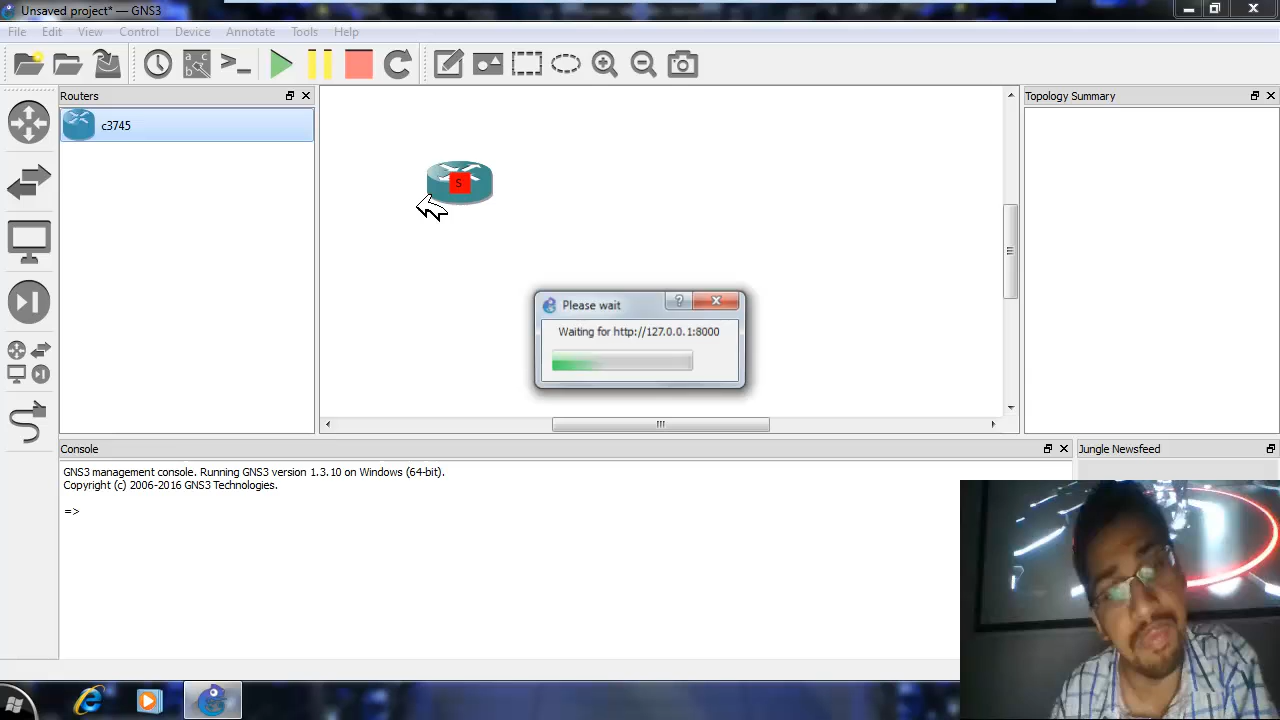 Unsaved project* — GNS3
File Edit View Control Device Annotate Tools Help
Routers
Topology Summary
c3745
S
Please wait
Waiting for http://127.0.0.1:8000
Console
Jungle Newsfeed
GNS3 management console. Running GNS3 version 1.3.10 on Windows (64-bit).
Copyright (c) 2006-2016 GNS3 Technologies.
=>